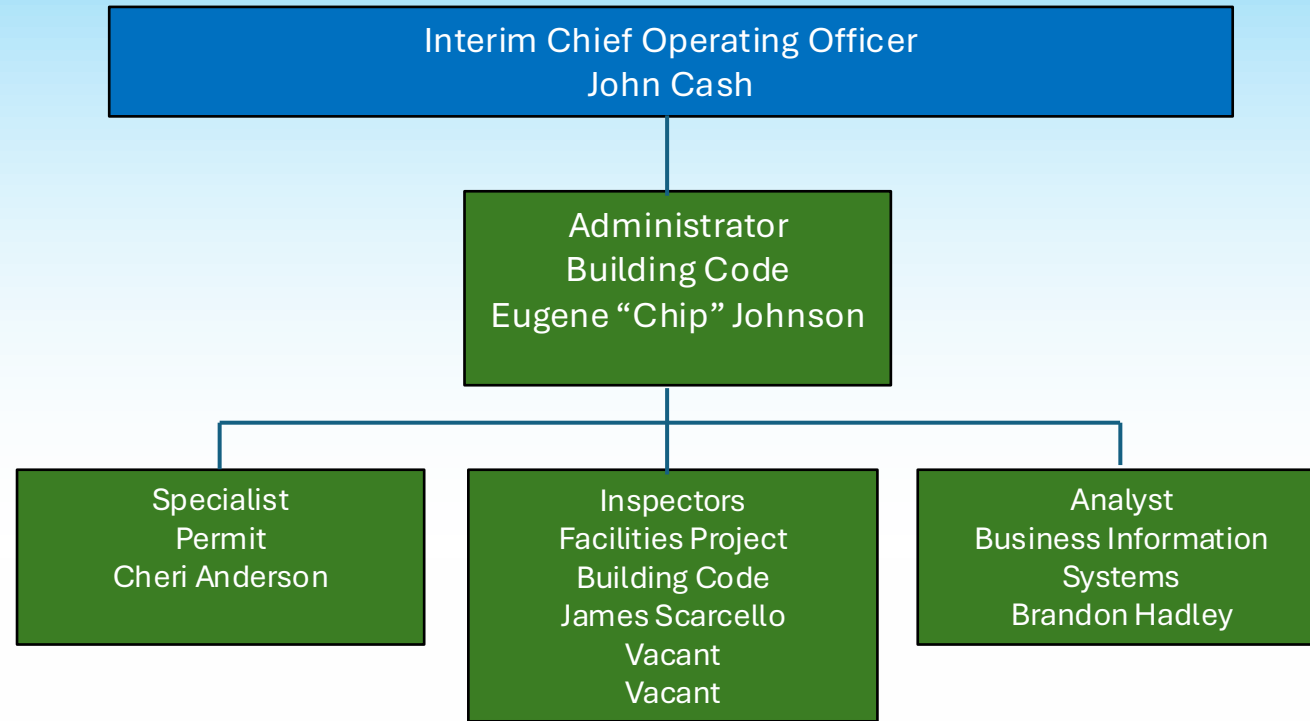 Interim Chief Operating Officer
John Cash
Administrator
Building Code
Eugene “Chip” Johnson
Specialist
Permit
Cheri Anderson
Inspectors
Facilities Project
Building Code
James Scarcello
Vacant
Vacant
Analyst
Business Information
Systems
Brandon Hadley